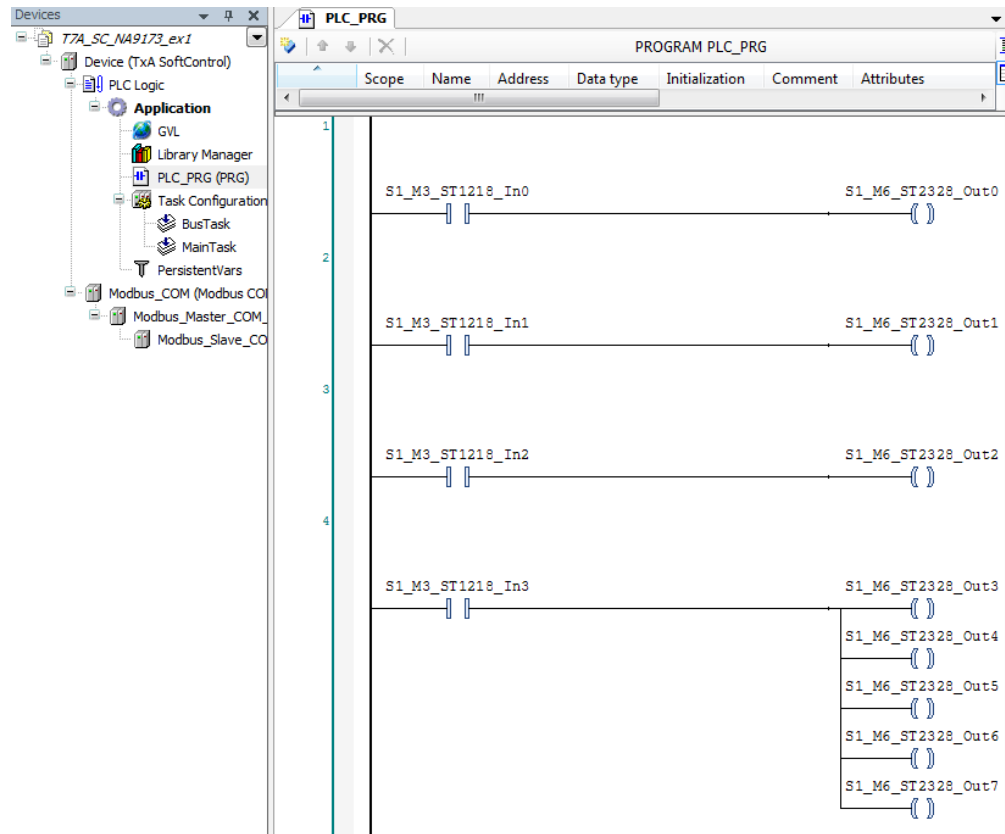 Devices
T7A_SC_NA9173_ex1
Device (TxA SoftControl)
PLC Logic
Application
GVL
Library Manager
PLC_PRG (PRG)
Task Configuration
BusTask
MainTask
PersistentVars
Modbus_COM (Modbus CO
Modbus_Master_COM_
Modbus_Slave_CO
PLC_PRG
PROGRAM PLC_PRG
Scope Name Address Data type Initialization Comment Attributes
1
S1_M3_ST1218_In0 S1_M6_ST2328_Out0
2
S1_M3_ST1218_In1 S1_M6_ST2328_Out1
3
S1_M3_ST1218_In2 S1_M6_ST2328_Out2
4
S1_M3_ST1218_In3 S1_M6_ST2328_Out3
S1_M6_ST2328_Out4
S1_M6_ST2328_Out5
S1_M6_ST2328_Out6
S1_M6_ST2328_Out7